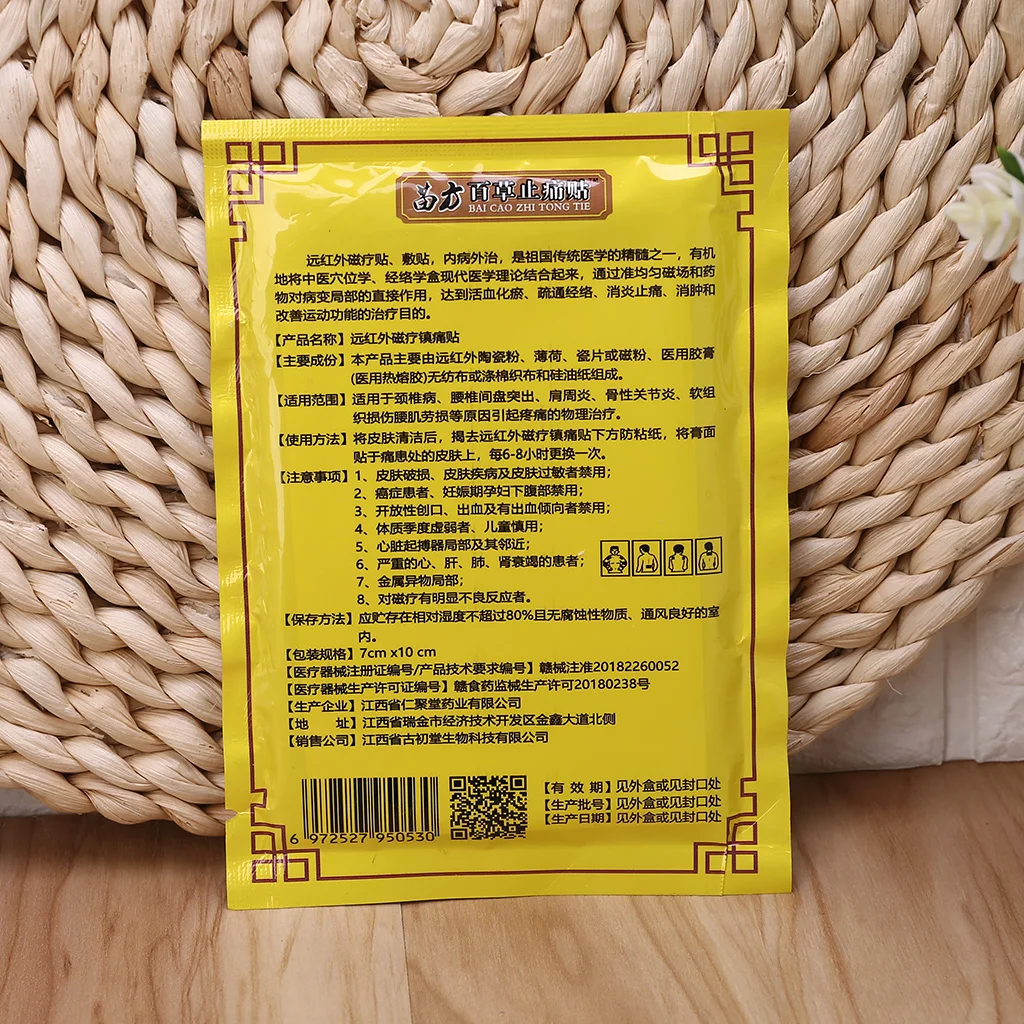 苗方 百草止痛贴
BAI CAO ZHI TONG TIE
远红外磁疗贴、敷贴,内病外治,是祖国传统医学的精髓之一,有机
地将中医穴位学、经络学盒现代医学理论结合起来,通过准均匀磁场和药
物对病变局部的直接作用,达到活血化瘀、疏通经络、消炎止痛、消肿和
改善运动功能的治疗目的。
【产品名称】远红外磁疗镇痛贴
【主要成份】本产品主要由远红外陶瓷粉、薄荷、瓷片或磁粉、医用胶膏
(医用热熔胶)无纺布或涤棉织布和硅油纸组成。
【适用范围】适用于颈椎病、腰椎间盘突出、肩周炎、骨性关节炎、软组
织损伤腰肌劳损等原因引起疼痛的物理治疗。
【使用方法】将皮肤清洁后,揭去远红外磁疗镇痛贴下方防粘纸,将膏面
贴于痛患处的皮肤上,每6-8小时更换一次。
【注意事项】1、皮肤破损、皮肤疾病及皮肤过敏者禁用;
2、癌症患者、妊娠期孕妇下腹部禁用;
3、开放性创口、出血及有出血倾向者禁用;
4、体质季度虚弱者、儿童慎用;
5、心脏起搏器局部及其邻近;
6、严重的心、肝、肺、肾衰竭的患者;
7、金属异物局部;
8、对磁疗有明显不良反应者。
【保存方法】应贮存在相对湿度不超过80%且无腐蚀性物质、通风良好的室
内。
【包装规格】7cm x10 cm
【医疗器械注册证编号/产品技术要求编号】赣械注准20182260052
【医疗器械生产许可证编号】赣食药监械生产许可20180238号
【生产企业】江西省仁聚堂药业有限公司
【地 址】江西省瑞金市经济技术开发区金鑫大道北侧
【销售公司】江西省古初堂生物科技有限公司
【有 效 期】见外盒或见封口处
【生产批号】见外盒或见封口处
【生产日期】见外盒或见封口处
6 972527 950530